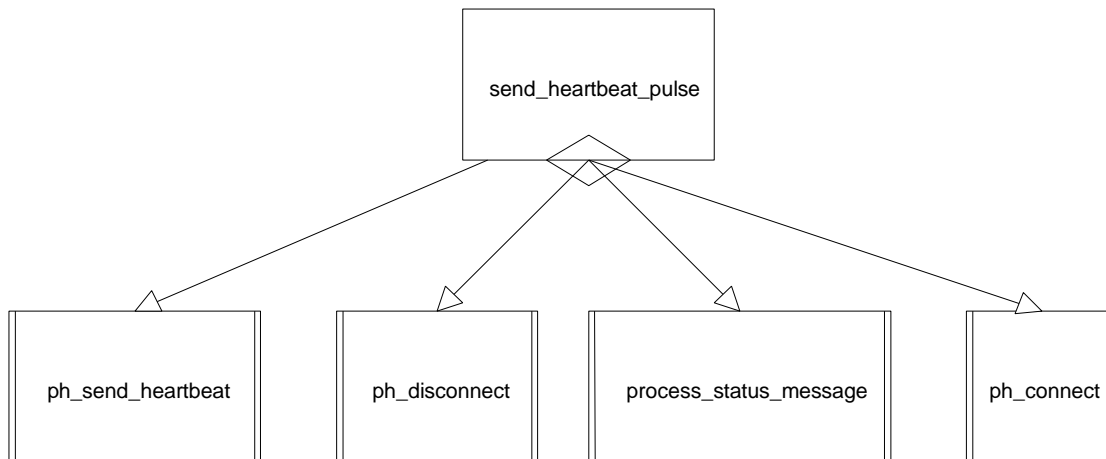 send_heartbeat_pulse
ph_send_heartbeat
ph_disconnect
process_status_message
ph_connect